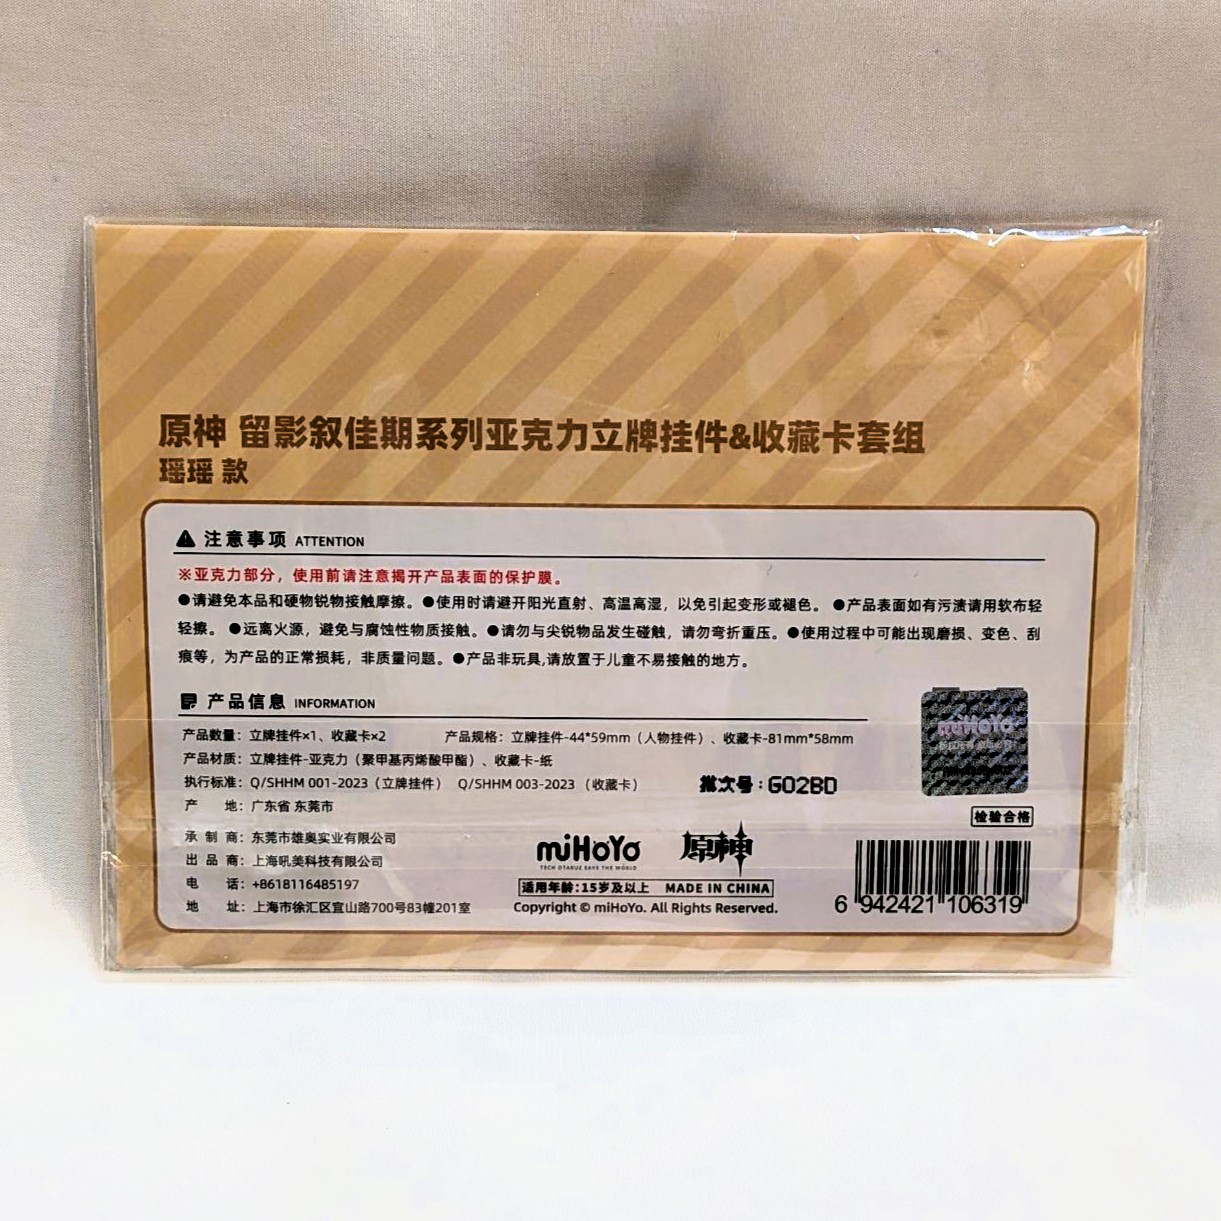 原神 留影叙佳期系列亚克力立牌挂件&收藏卡套组
瑶瑶 款
注意事项 ATTENTION
※亚克力部分，使用前请注意揭开产品表面的保护膜。
●请避免本品和硬物锐物接触摩擦。●使用时请避开阳光直射、高温高湿，以免引起变形或褪色。 ●产品表面如有污渍请用软布轻
轻擦。 ●远离火源，避免与腐蚀性物质接触。●请勿与尖锐物品发生碰触，请勿弯折重压。●使用过程中可能出现磨损、变色、刮
痕等，为产品的正常损耗，非质量问题。●产品非玩具,请放置于儿童不易接触的地方。
产品信息 INFORMATION
产品数量：立牌挂件×1、收藏卡×2 产品规格：立牌挂件-44*59mm（人物挂件）、收藏卡-81mm*58mm
产品材质：立牌挂件-亚克力（聚甲基丙烯酸甲酯）、收藏卡-纸
执行标准：Q/SHHM 001-2023（立牌挂件） Q/SHHM 003-2023 （收藏卡）
批次号：G02BD
产 地：广东省 东莞市
承 制 商：东莞市雄奥实业有限公司
出 品 商：上海吼美科技有限公司
电 话：+8618116485197
地 址：上海市徐汇区宜山路700号83幢201室
miHoYo
TECH OTAKUS SAVE THE WORLD
原神
适用年龄：15岁及以上 MADE IN CHINA
Copyright © miHoYo. All Rights Reserved.
miHoYo
检验合格
6 942421 106319